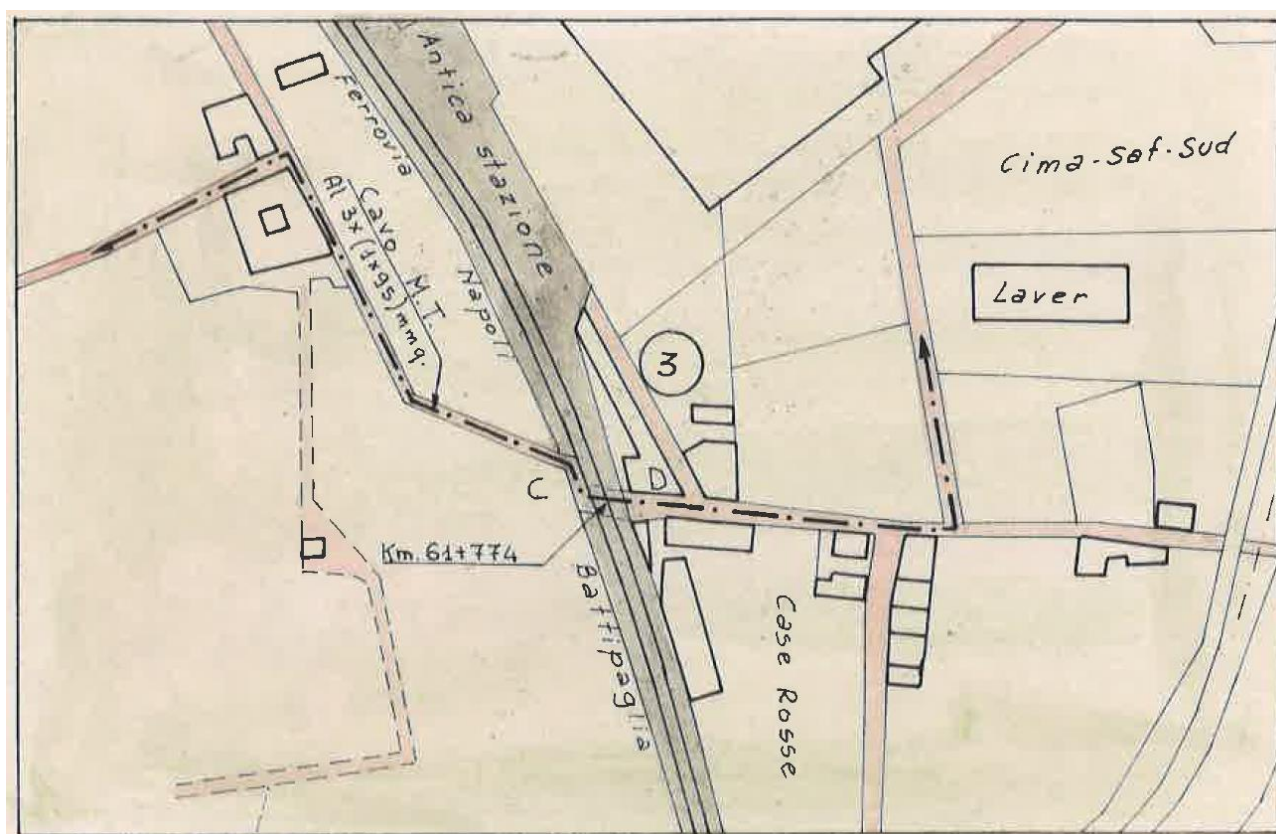 Antica stazione
Ferrovia
Napoli
Battipaglia
Cavo M.T.
Al 3x(1x95)mmq.
Cima-Saf-Sud
Laver
3
C
D
Km. 61+774
Case Rosse